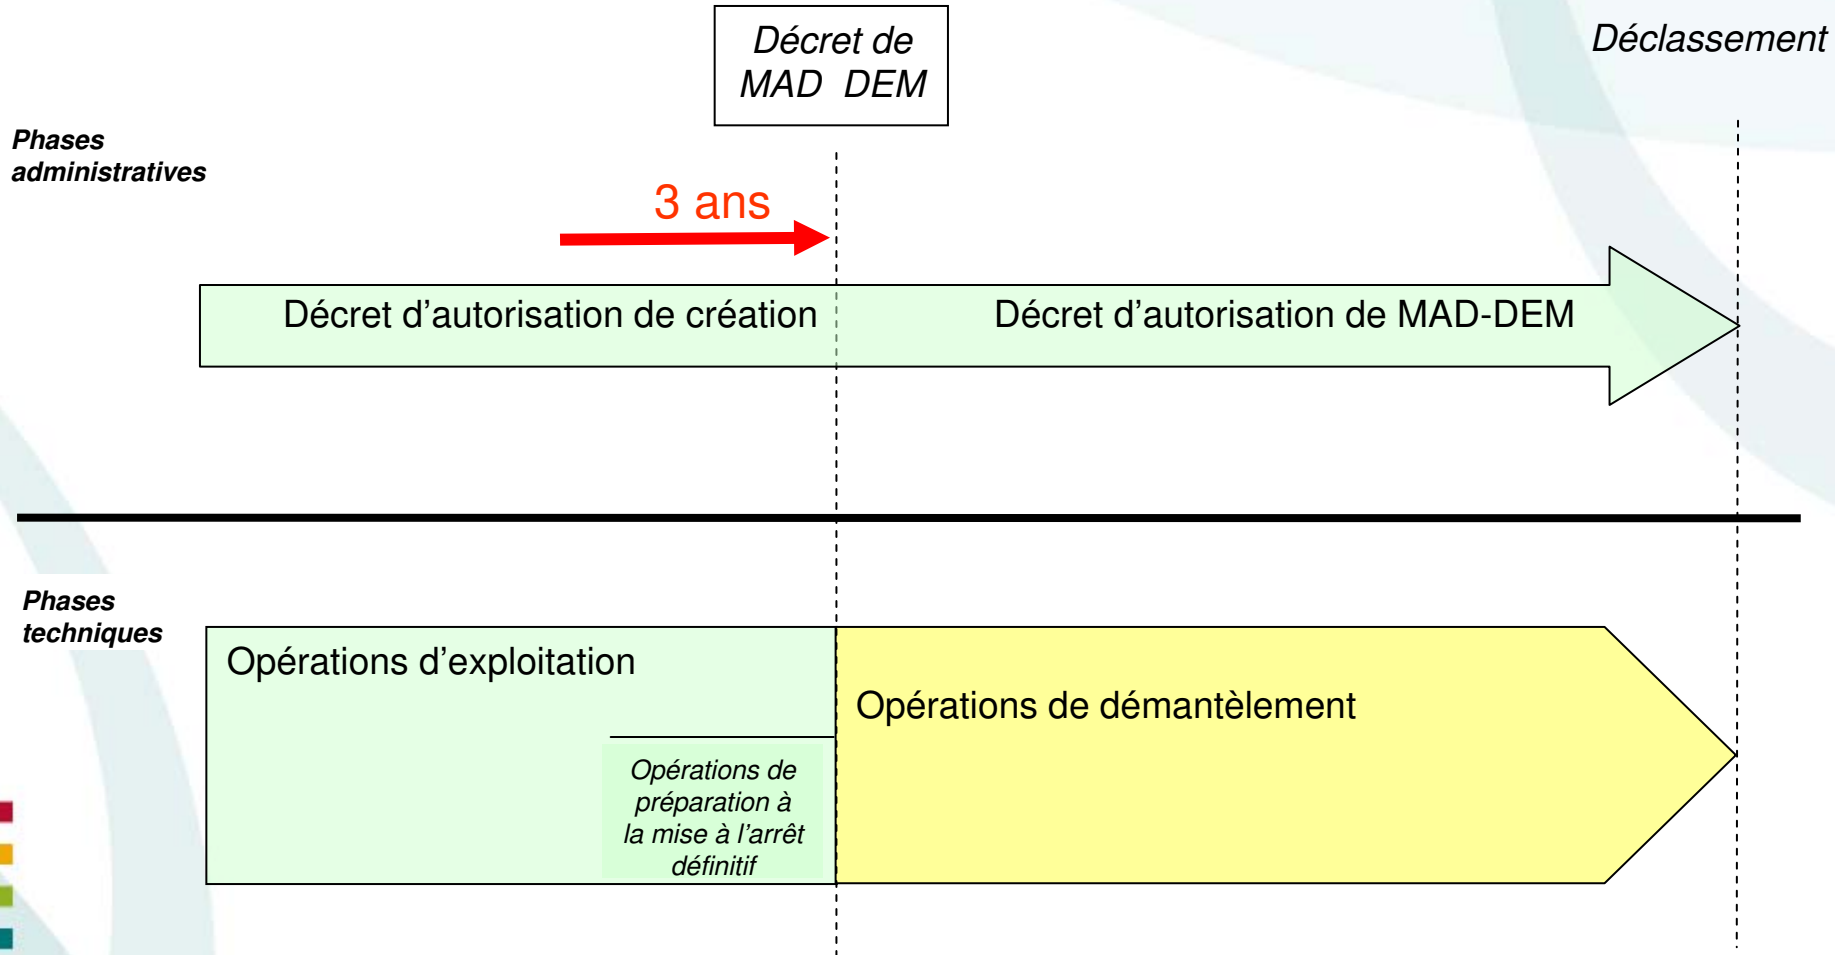 Décret de
MAD DEM
Déclassement
Phases
administratives
3 ans
Décret d'autorisation de création
Décret d'autorisation de MAD-DEM
Phases
techniques
Opérations d'exploitation
Opérations de démantèlement
Opérations de
préparation à
la mise à l'arrêt
définitif